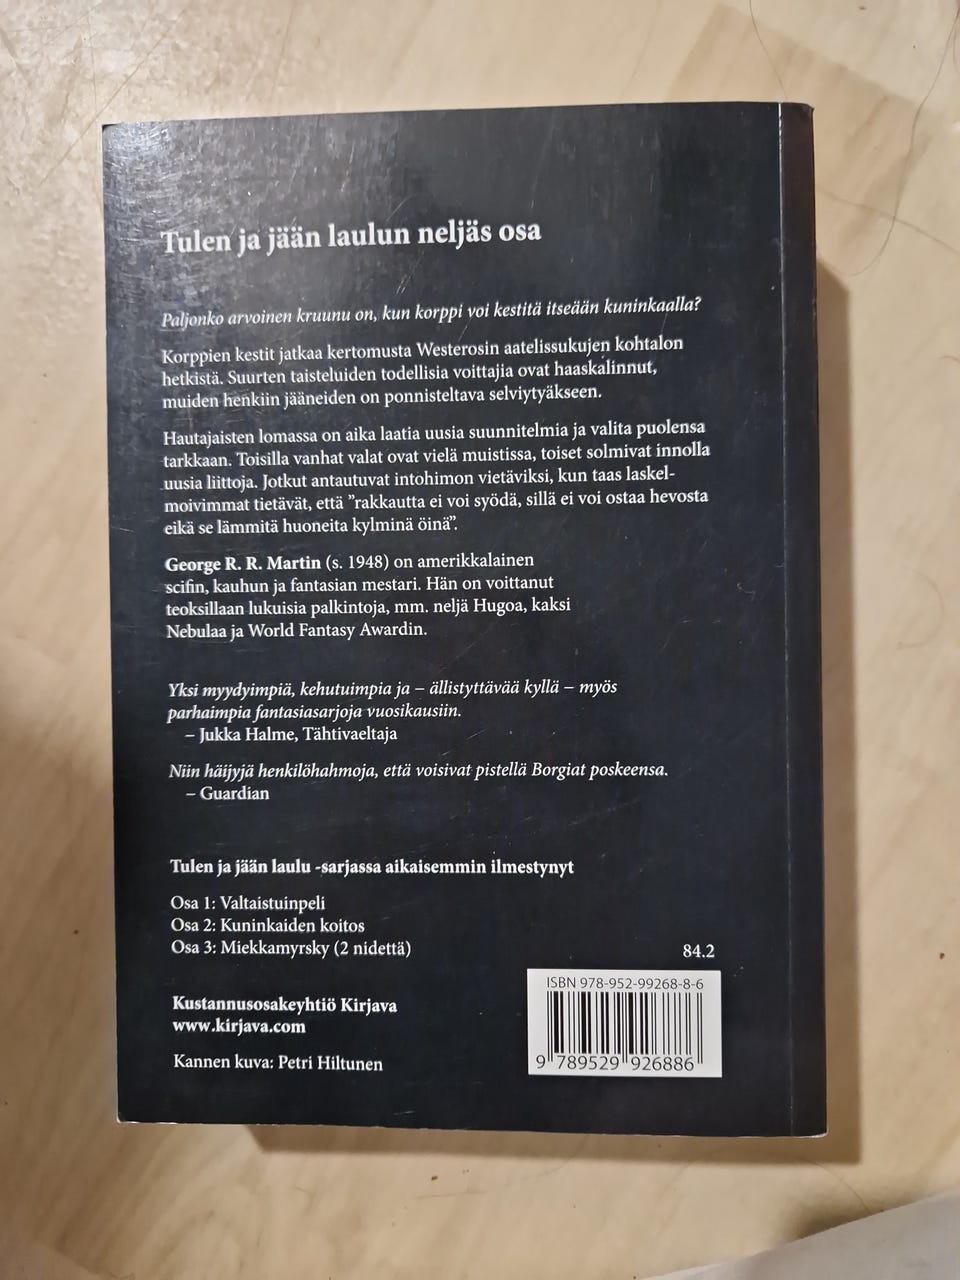 Tulen ja jään laulun neljäs osa
Paljonko arvoinen kruunu on, kun korppi voi kestitä itseään kuninkaalla?
Korppien kestit jatkaa kertomusta Westerosin aatelissukujen kohtalon
hetkistä. Suurten taisteluiden todellisia voittajia ovat haaskalinnut,
muiden henkiin jääneiden on ponnisteltava selviytyäkseen.
Hautajaisten lomassa on aika laatia uusia suunnitelmia ja valita puolensa
tarkkaan. Toisilla vanhat valat ovat vielä muistissa, toiset solmivat innolla
uusia liittoja. Jotkut antautuvat intohimon vietäviksi, kun taas laskel-
moivimmat tietävät, että ”rakkautta ei voi syödä, sillä ei voi ostaa hevosta
eikä se lämmitä huoneita kylminä öinä”.
George R. R. Martin (s. 1948) on amerikkalainen
scifin, kauhun ja fantasian mestari. Hän on voittanut
teoksillaan lukuisia palkintoja, mm. neljä Hugoa, kaksi
Nebulaa ja World Fantasy Awardin.
Yksi myydyimpiä, kehutuimpia ja – ällistyttävää kyllä – myös
parhaimpia fantasiasarjoja vuosikausiin.
– Jukka Halme, Tähtivaeltaja
Niin häijyjä henkilöhahmoja, että voisivat pistellä Borgiat poskeensa.
– Guardian
Tulen ja jään laulu -sarjassa aikaisemmin ilmestynyt
Osa 1: Valtaistuinpeli
Osa 2: Kuninkaiden koitos
Osa 3: Miekkamyrsky (2 nidettä)
84.2
ISBN 978-952-99268-8-6
9 789529 926886
Kustannusosakeyhtiö Kirjava
www.kirjava.com
Kannen kuva: Petri Hiltunen